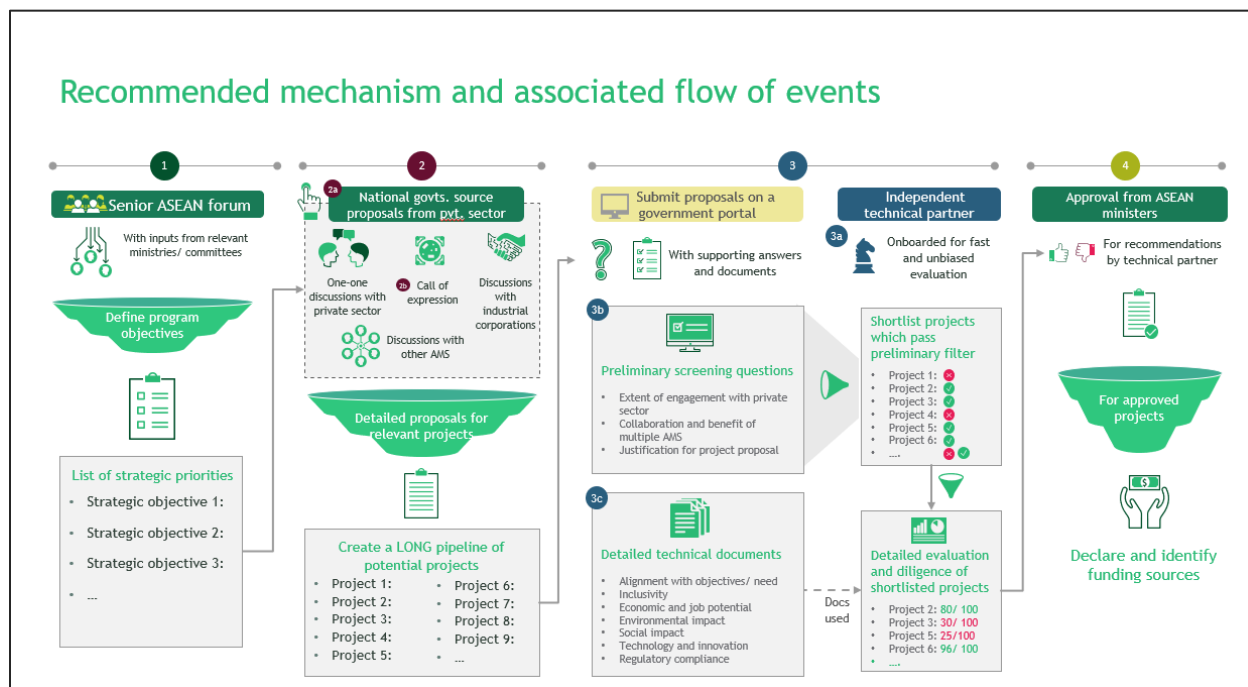 Recommended mechanism and associated flow of events
1
Senior ASEAN forum
With inputs from relevant
ministries/ committees
Define program
objectives
List of strategic priorities
• Strategic objective 1:
• Strategic objective 2:
• Strategic objective 3:
• …
2
2a
National govts. source
proposals from pvt. sector
One-one
discussions with
private sector
2b
Call of
expression
Discussions
with
industrial
corporations
Discussions with
other AMS
Detailed proposals for
relevant projects
Create a LONG pipeline of
potential projects
• Project 1:
• Project 2:
• Project 3:
• Project 4:
• Project 5:
• Project 6:
• Project 7:
• Project 8:
• Project 9:
• …
3
Submit proposals on a
government portal
With supporting answers
and documents
3b
Preliminary screening questions
• Extent of engagement with private
sector
• Collaboration and benefit of
multiple AMS
• Justification for project proposal
3c
Detailed technical documents
• Alignment with objectives/ need
• Inclusivity
• Economic and job potential
• Environmental impact
• Social impact
• Technology and innovation
• Regulatory compliance
Docs
used
Independent
technical partner
3a
Onboarded for fast
and unbiased
evaluation
Shortlist projects
which pass
preliminary filter
• Project 1:
• Project 2:
• Project 3:
• Project 4:
• Project 5:
• Project 6:
• ….
Detailed evaluation
and diligence of
shortlisted projects
• Project 2: 80/ 100
• Project 3: 30/ 100
• Project 5: 25/100
• Project 6: 96/ 100
• ….
4
Approval from ASEAN
ministers
For recommendations
by technical partner
For approved
projects
Declare and identify
funding sources